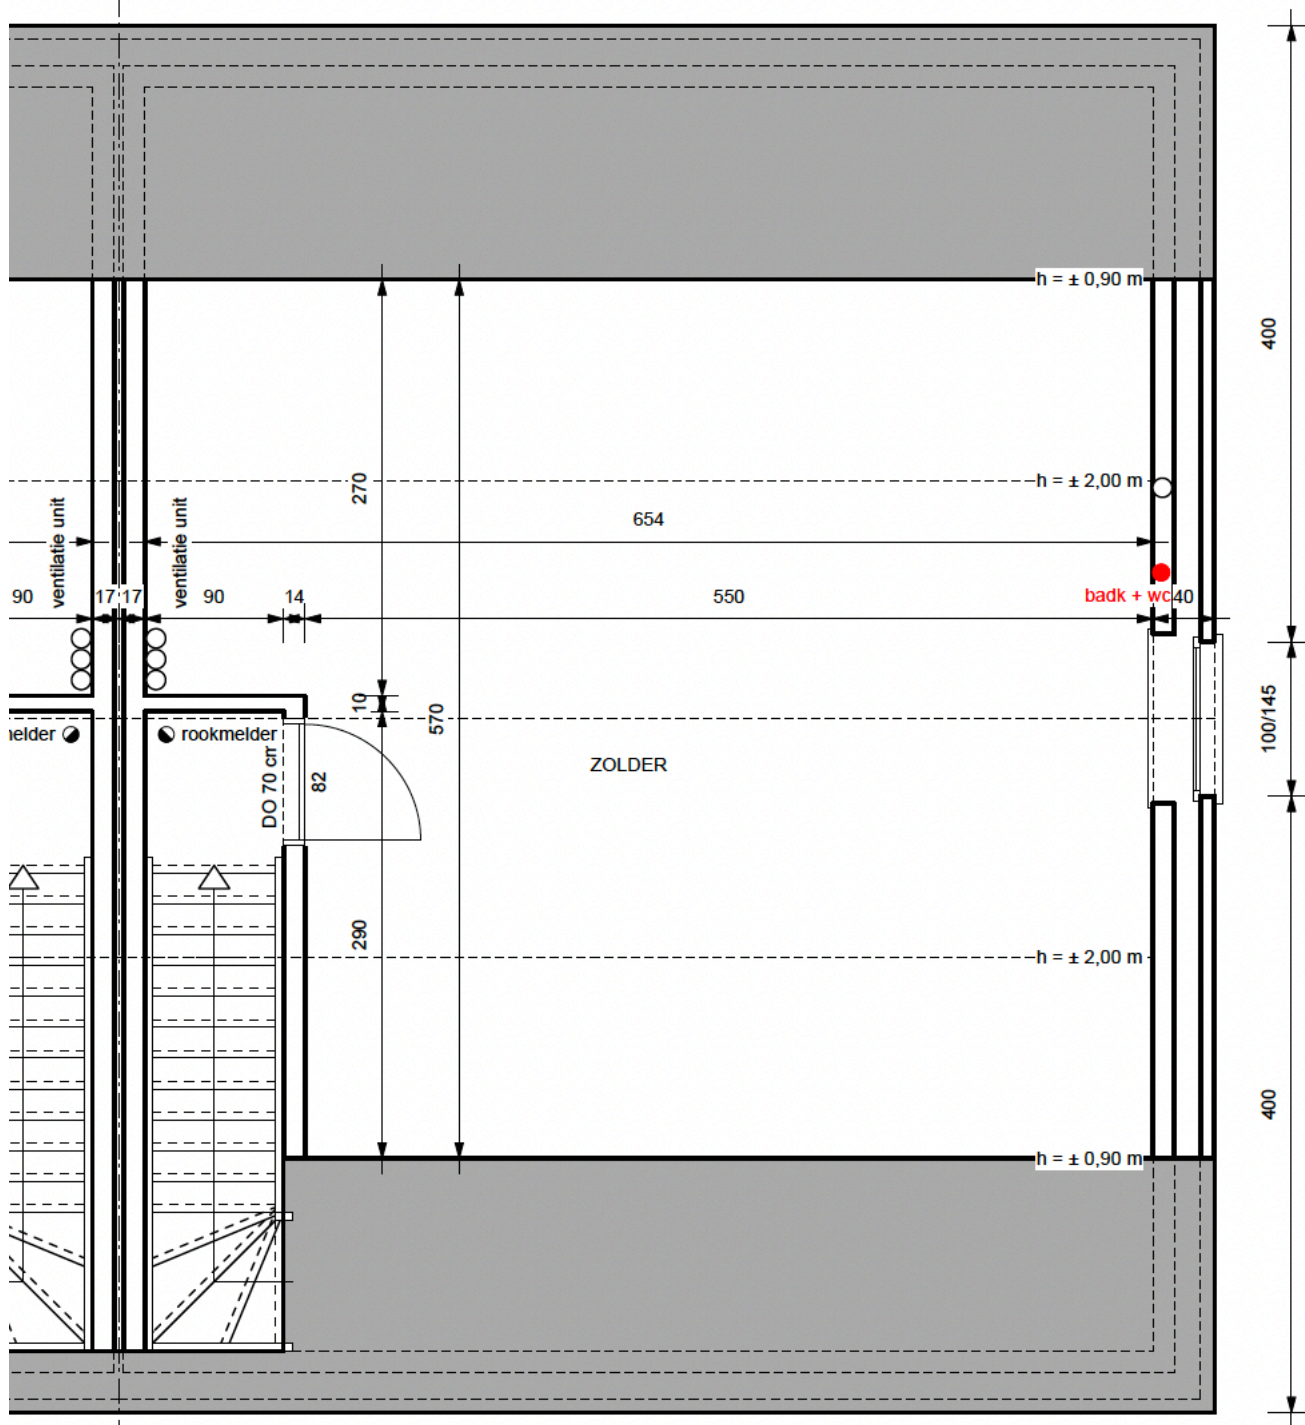 h = ± 0,90 m
400
h = ± 2,00 m
270
654
ventilatie unit
ventilatie unit
90
17
17
90
14
550
badk + wc
40
10
570
100/145
elder
rookmelder
ZOLDER
DO 70 cm
82
290
h = ± 2,00 m
400
h = ± 0,90 m